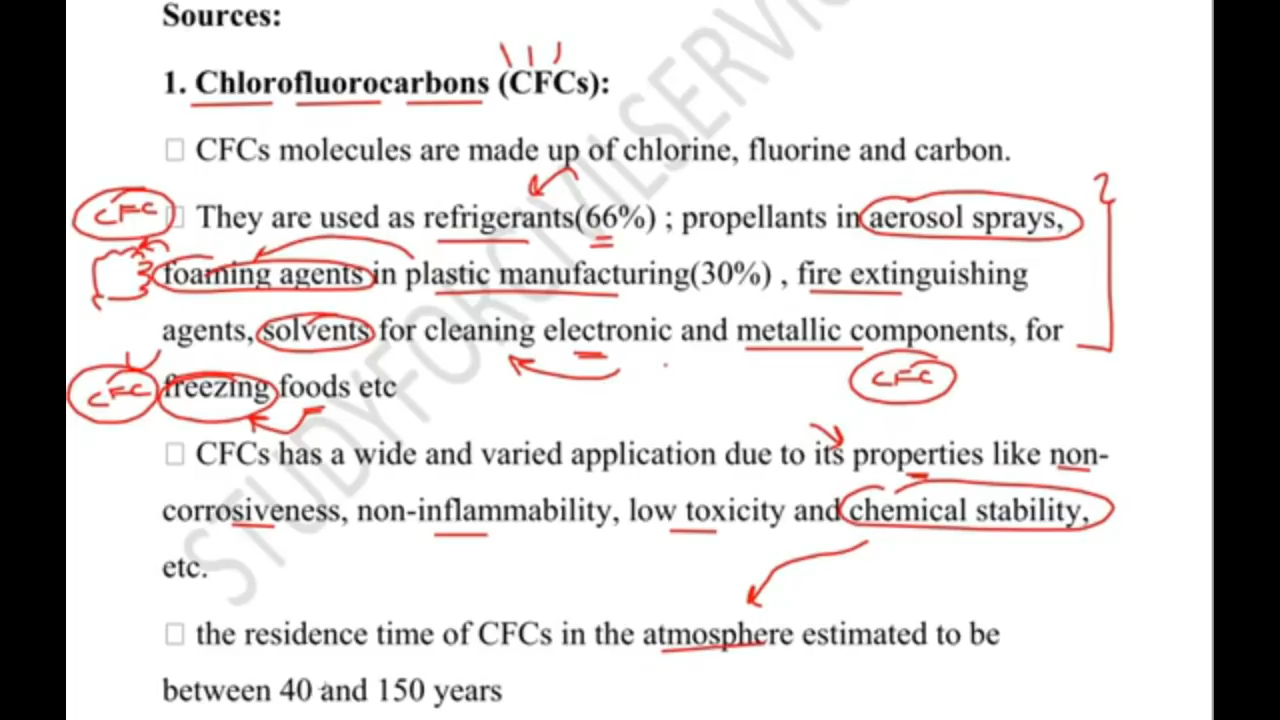 Sources:
1. Chlorofluorocarbons (CFCs):
□ CFCs molecules are made up of chlorine, fluorine and carbon.
CFC
□ They are used as refrigerants(66%) ; propellants in aerosol sprays,
foaming agents in plastic manufacturing(30%) , fire extinguishing
agents, solvents for cleaning electronic and metallic components, for
CFC
CFC
freezing foods etc
□ CFCs has a wide and varied application due to its properties like non-
corrosiveness, non-inflammability, low toxicity and chemical stability,
etc.
□ the residence time of CFCs in the atmosphere estimated to be
between 40 and 150 years
STUDYFORCIVILSERVIC